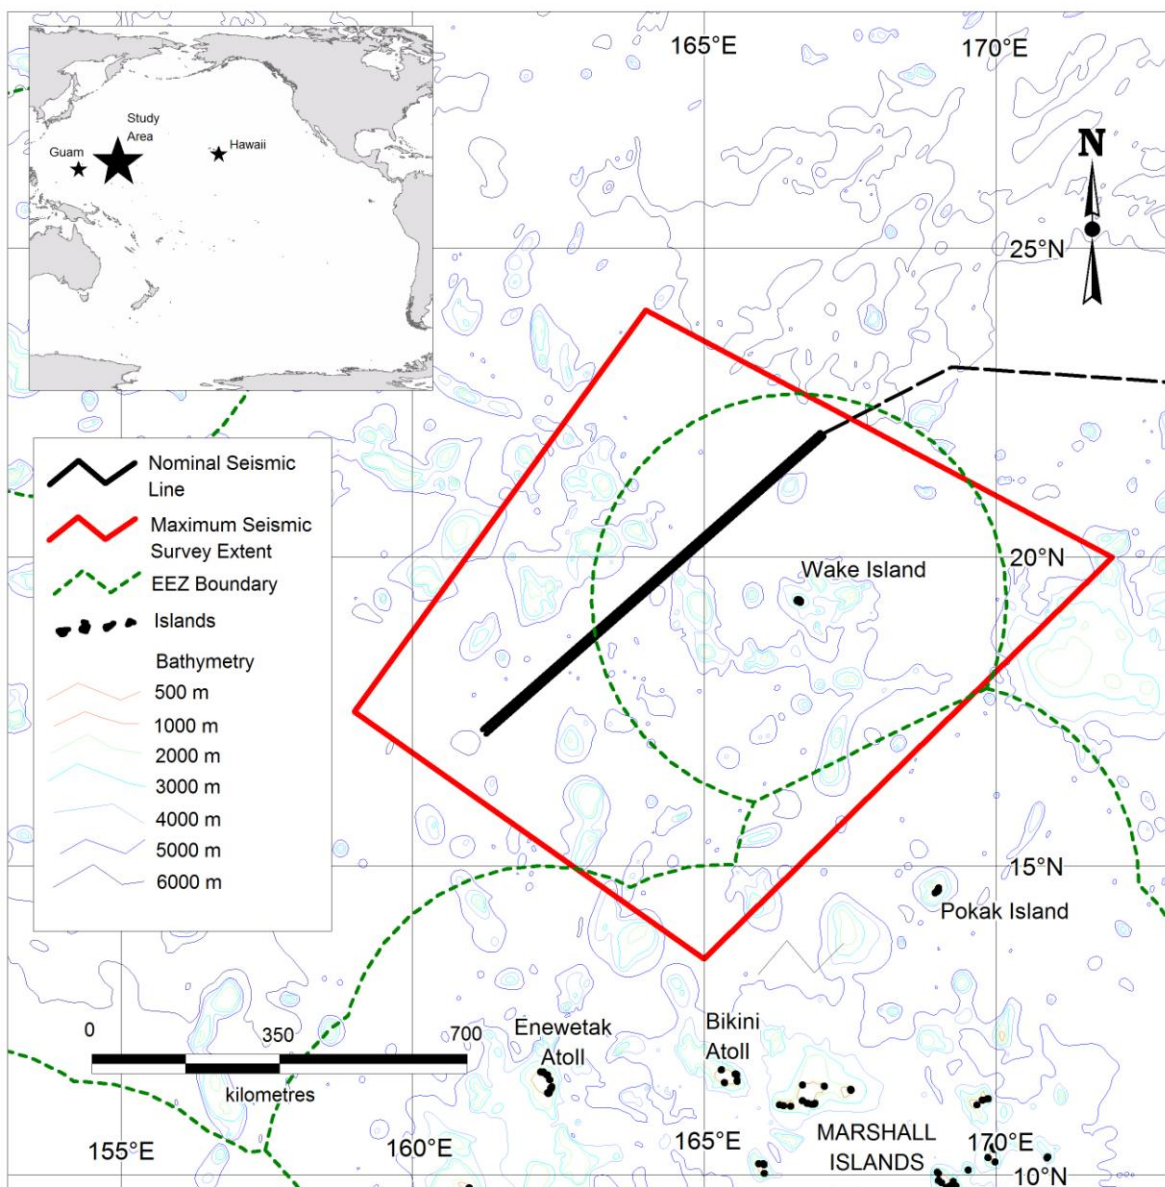 165°E
170°E
Study
Area
Guam
Hawaii
N
25°N
Nominal Seismic
Line
Maximum Seismic
Survey Extent
EEZ Boundary
Islands
Bathymetry
500 m
1000 m
2000 m
3000 m
4000 m
5000 m
6000 m
20°N
Wake Island
15°N
Pokak Island
0
350
700
kilometres
Enewetak
Atoll
Bikini
Atoll
MARSHALL
ISLANDS
155°E
160°E
165°E
170°E
10°N